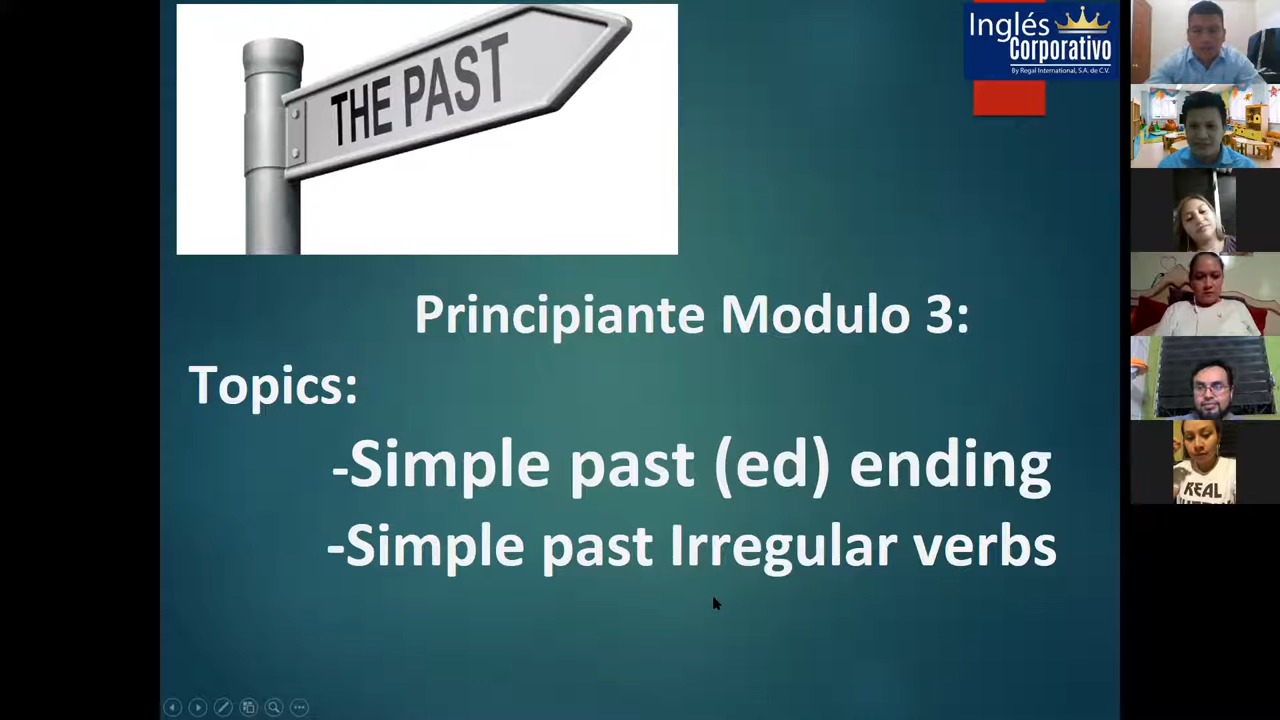 THE PAST
Inglés
Corporativo
By Regal International, S.A. de C.V.
Principiante Modulo 3:
Topics:
-Simple past (ed) ending
-Simple past Irregular verbs
REAL